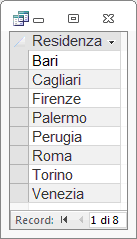 Residenza
Bari
Cagliari
Firenze
Palermo
Perugia
Roma
Torino
Venezia
Record: 1 di 8